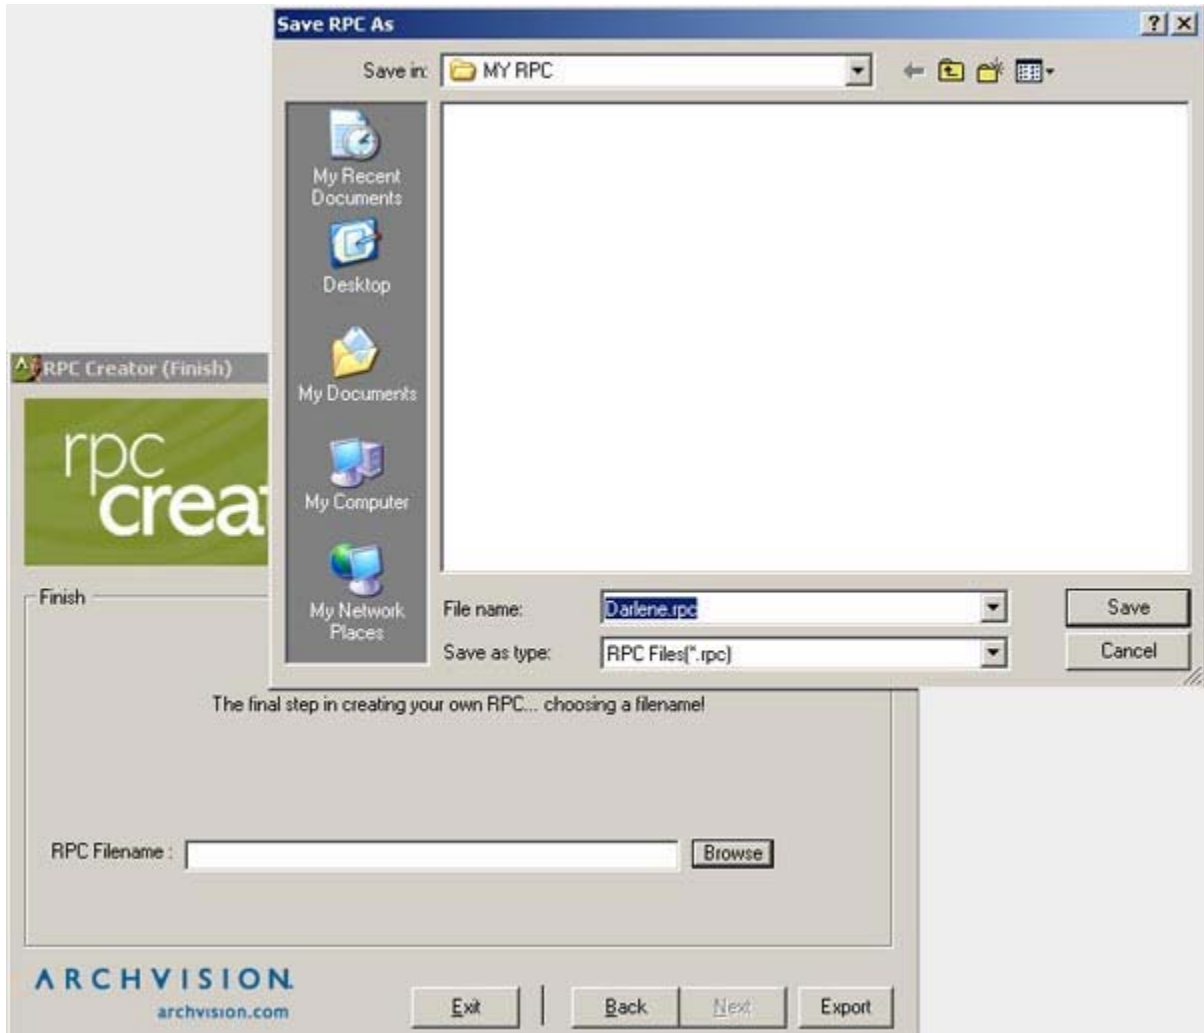 Save RPC As
Save in:
MY RPC
My Recent
Documents
Desktop
My Documents
My Computer
My Network
Places
File name:
Darlene.rpc
Save
Save as type:
RPC Files(*.rpc)
Cancel
RPC Creator (Finish)
rpc
crea
Finish
The final step in creating your own RPC... choosing a filename!
RPC Filename :
Browse
ARCHVISION.
archvision.com
Exit
Back
Next
Export